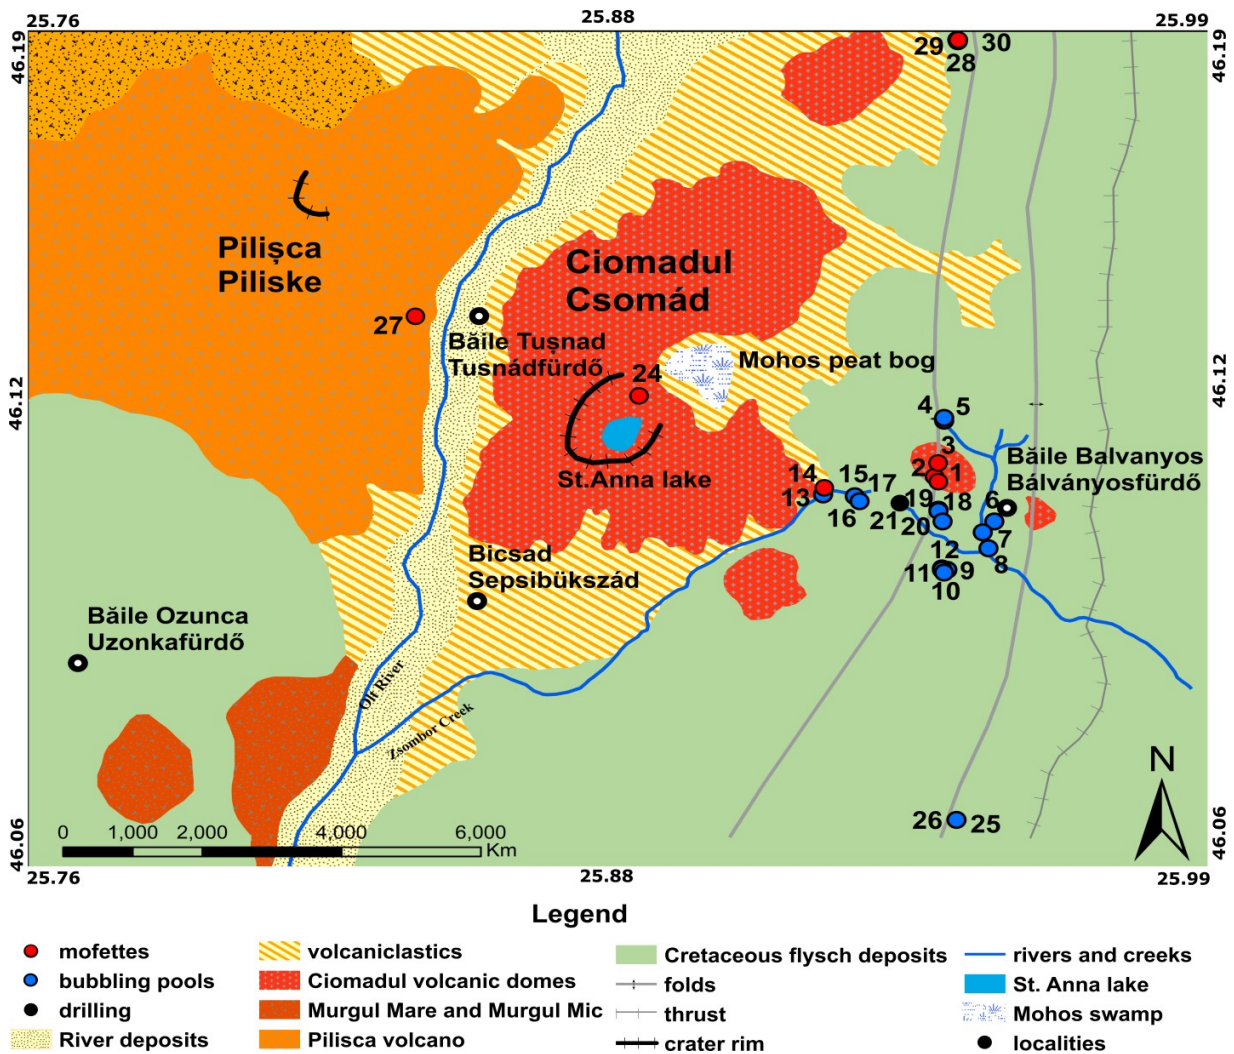 25.76
25.88
25.99
46.19
46.19
29
30
28
Pilișca
Piliske
Ciomadul
Csomád
27
Băile Tușnad
Tusnádfürdő
Mohos peat bog
24
46.12
46.12
4
5
3
Băile Balvanyos
Bálványosfürdő
St.Anna lake
14
15
17
2
1
13
16
21
19
18
6
20
7
Bicsad
Sepsibükszád
12
8
11
9
10
Băile Ozunca
Uzonkafürdő
Olt River
Zsombor Creek
N
26
25
46.06
46.06
0
1,000
2,000
4,000
6,000
Km
25.76
25.88
25.99
Legend
mofettes
volcaniclastics
Cretaceous flysch deposits
rivers and creeks
bubbling pools
Ciomadul volcanic domes
folds
St. Anna lake
drilling
Murgul Mare and Murgul Mic
thrust
Mohos swamp
River deposits
Pilisca volcano
crater rim
localities